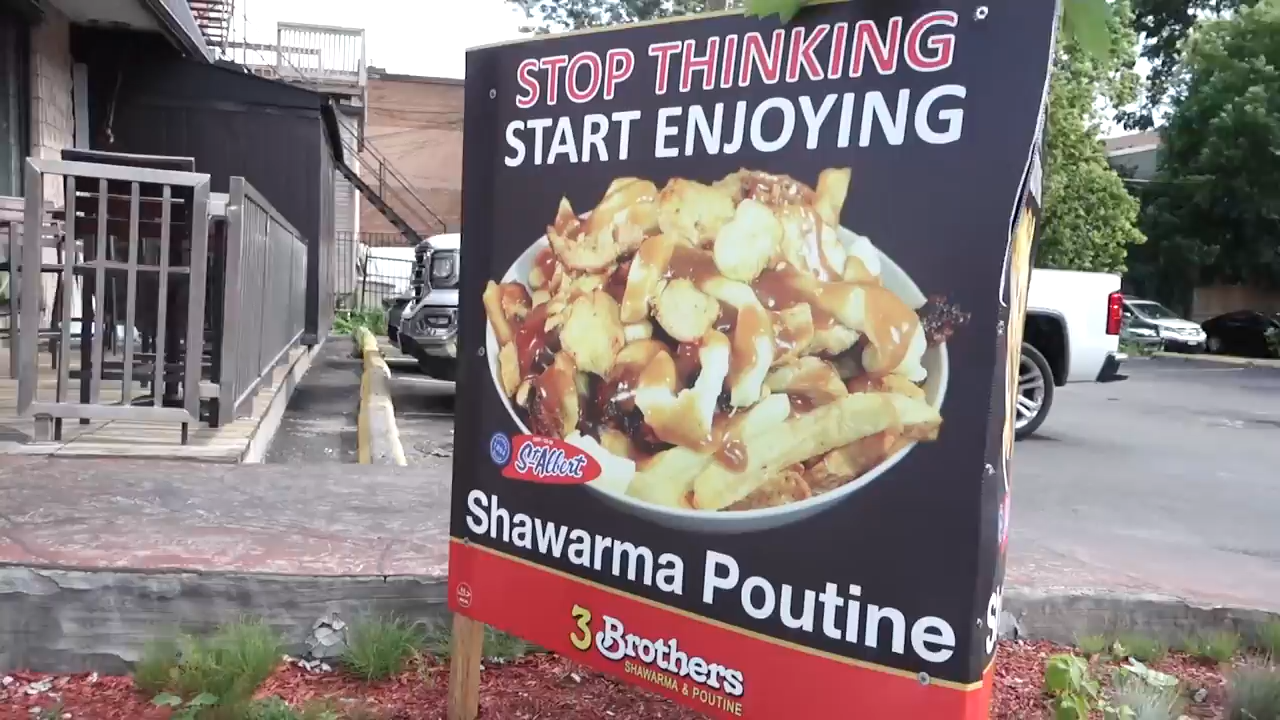 STOP THINKING
START ENJOYING
St-Albert
Shawarma Poutine
3 Brothers
SHAWARMA & POUTINE